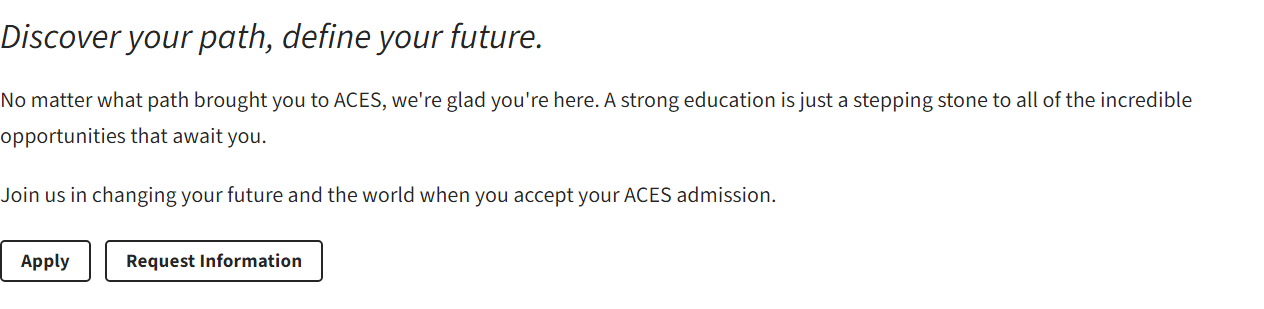 Discover your path, define your future.
No matter what path brought you to ACES, we're glad you're here. A strong education is just a stepping stone to all of the incredible
opportunities that await you.
Join us in changing your future and the world when you accept your ACES admission.
Apply
Request Information